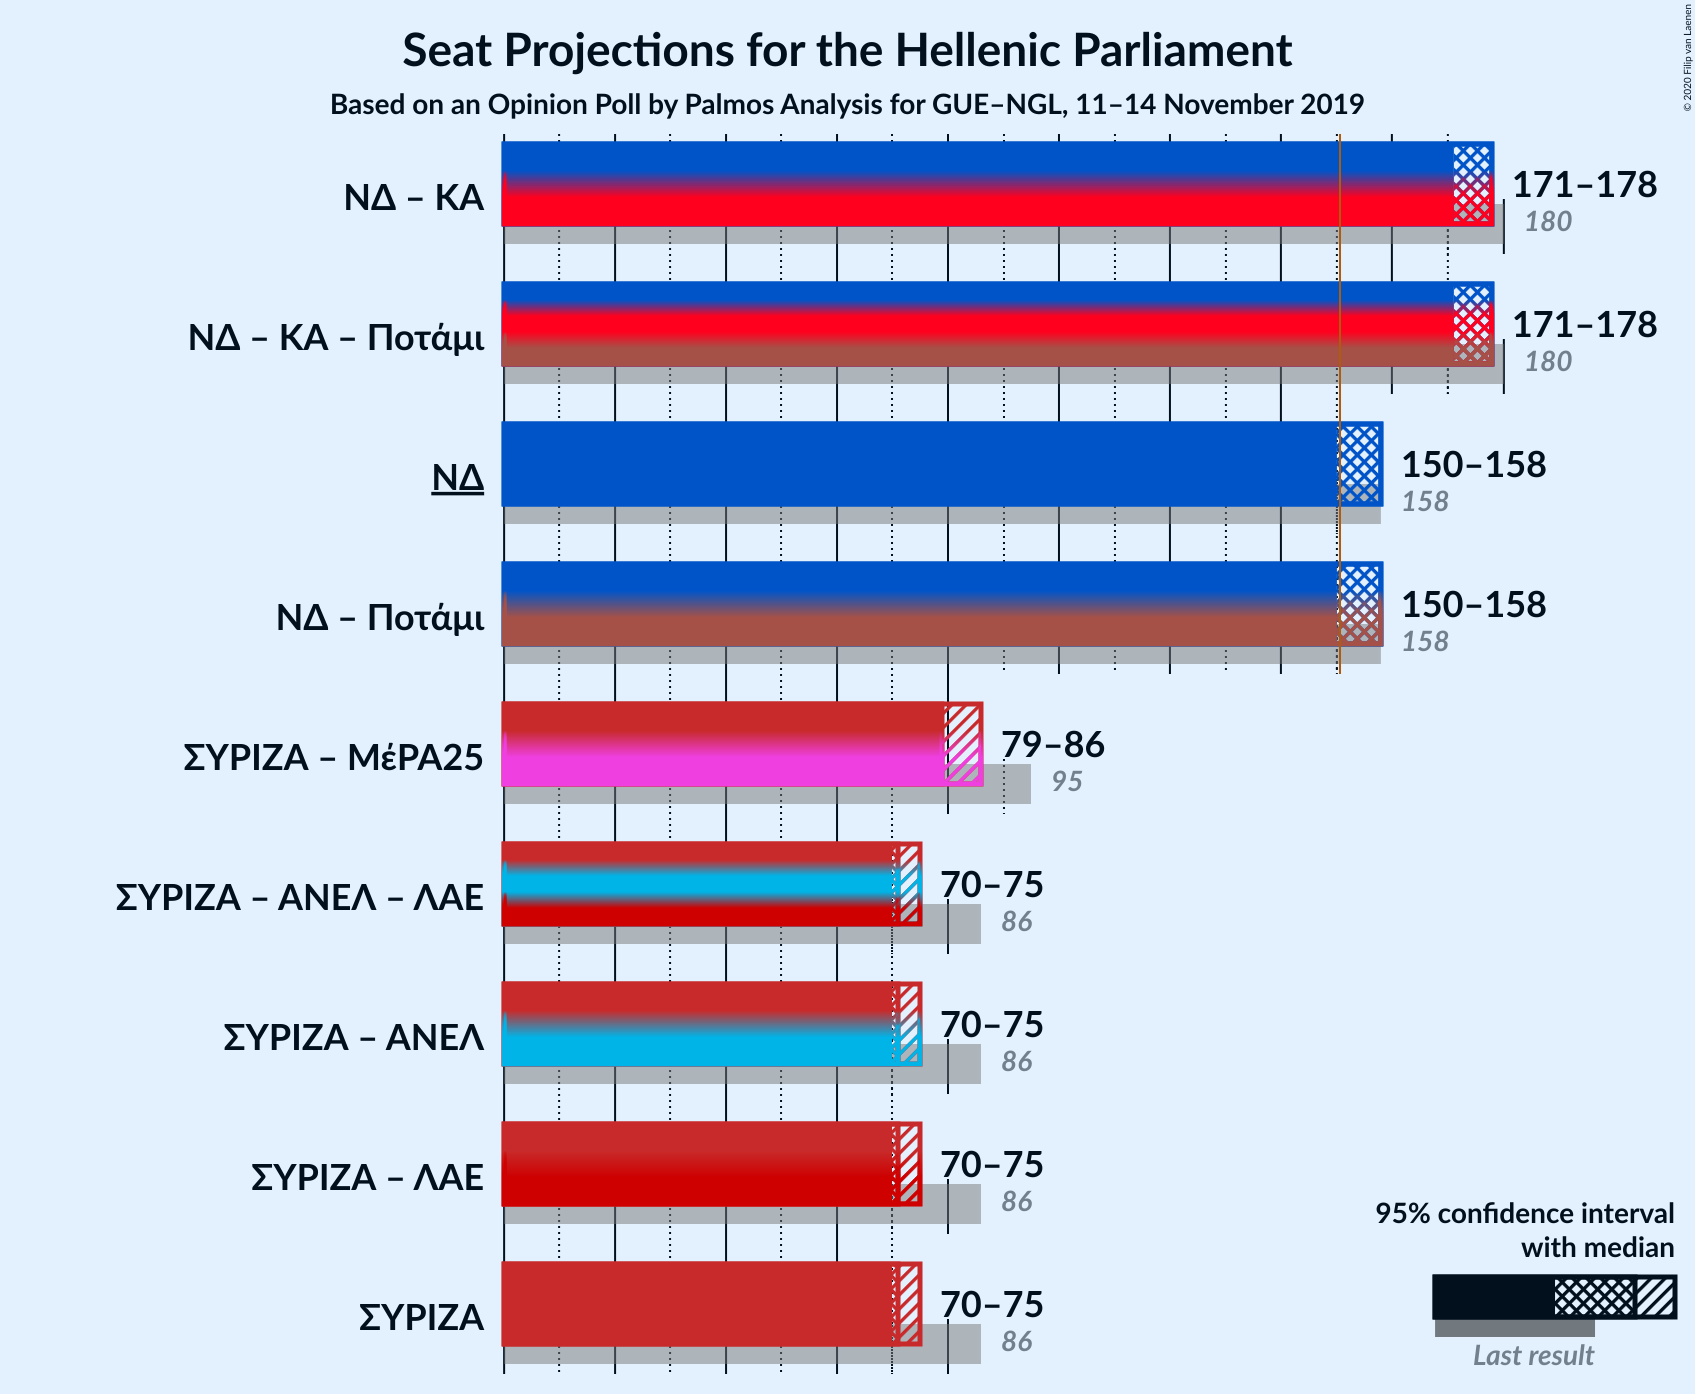 Seat Projections for the Hellenic Parliament
Based on an Opinion Poll by Palmos Analysis for GUE–NGL, 11–14 November 2019
© 2020 Filip van Laenen
ΝΔ – ΚΑ
171–178
180
ΝΔ – ΚΑ – Ποτάμι
171–178
180
ΝΔ
150–158
158
ΝΔ – Ποτάμι
150–158
158
ΣΥΡΙΖΑ – ΜέΡΑ25
79–86
95
ΣΥΡΙΖΑ – ΑΝΕΛ – ΛΑΕ
70–75
86
ΣΥΡΙΖΑ – ΑΝΕΛ
70–75
86
ΣΥΡΙΖΑ – ΛΑΕ
70–75
86
ΣΥΡΙΖΑ
70–75
86
95% confidence interval
with median
Last result